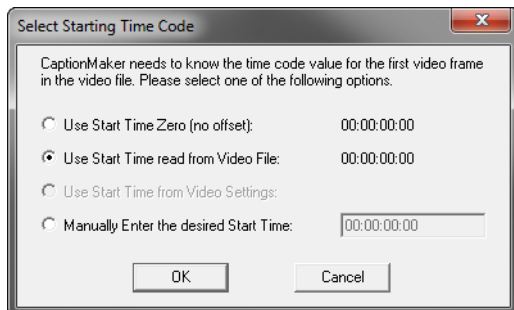 Select Starting Time Code
CaptionMaker needs to know the time code value for the first video frame
in the video file. Please select one of the following options.
Use Start Time Zero (no offset): 00:00:00:00
Use Start Time read from Video File: 00:00:00:00
Use Start Time from Video Settings:
Manually Enter the desired Start Time: 00:00:00:00
OK Cancel